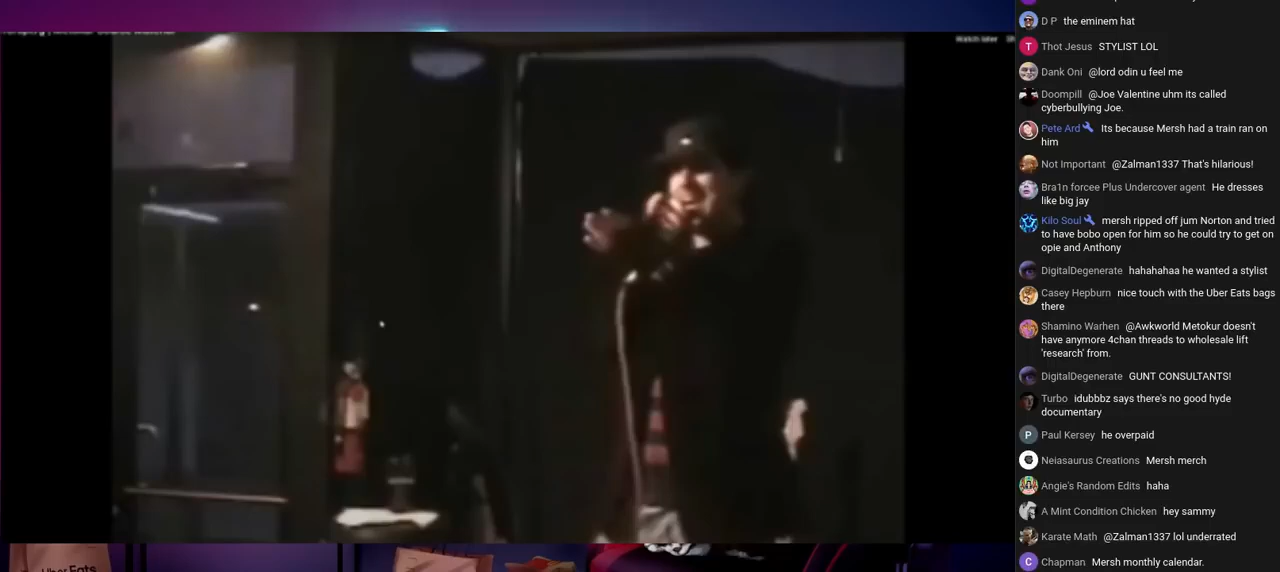 Watch later
D P the eminem hat
Thot Jesus STYLIST LOL
Dank Oni @lord odin u feel me
Doompill @Joe Valentine uhm its called
cyberbullying Joe.
Pete Ard Its because Mersh had a train ran on
him
Not Important @Zalman1337 That's hilarious!
Bra1n forcee Plus Undercover agent He dresses
like big jay
Kilo Soul mersh ripped off jum Norton and tried
to have bobo open for him so he could try to get on
opie and Anthony
DigitalDegenerate hahahahaa he wanted a stylist
Casey Hepburn nice touch with the Uber Eats bags
there
Shamino Warhen @Awkworld Metokur doesn't
have anymore 4chan threads to wholesale lift
'research' from.
DigitalDegenerate GUNT CONSULTANTS!
Turbo idubbbz says there's no good hyde
documentary
P Paul Kersey he overpaid
Neiasaurus Creations Mersh merch
Angie's Random Edits haha
A Mint Condition Chicken hey sammy
Karate Math @Zalman1337 lol underrated
C Chapman Mersh monthly calendar.
Uber Eats